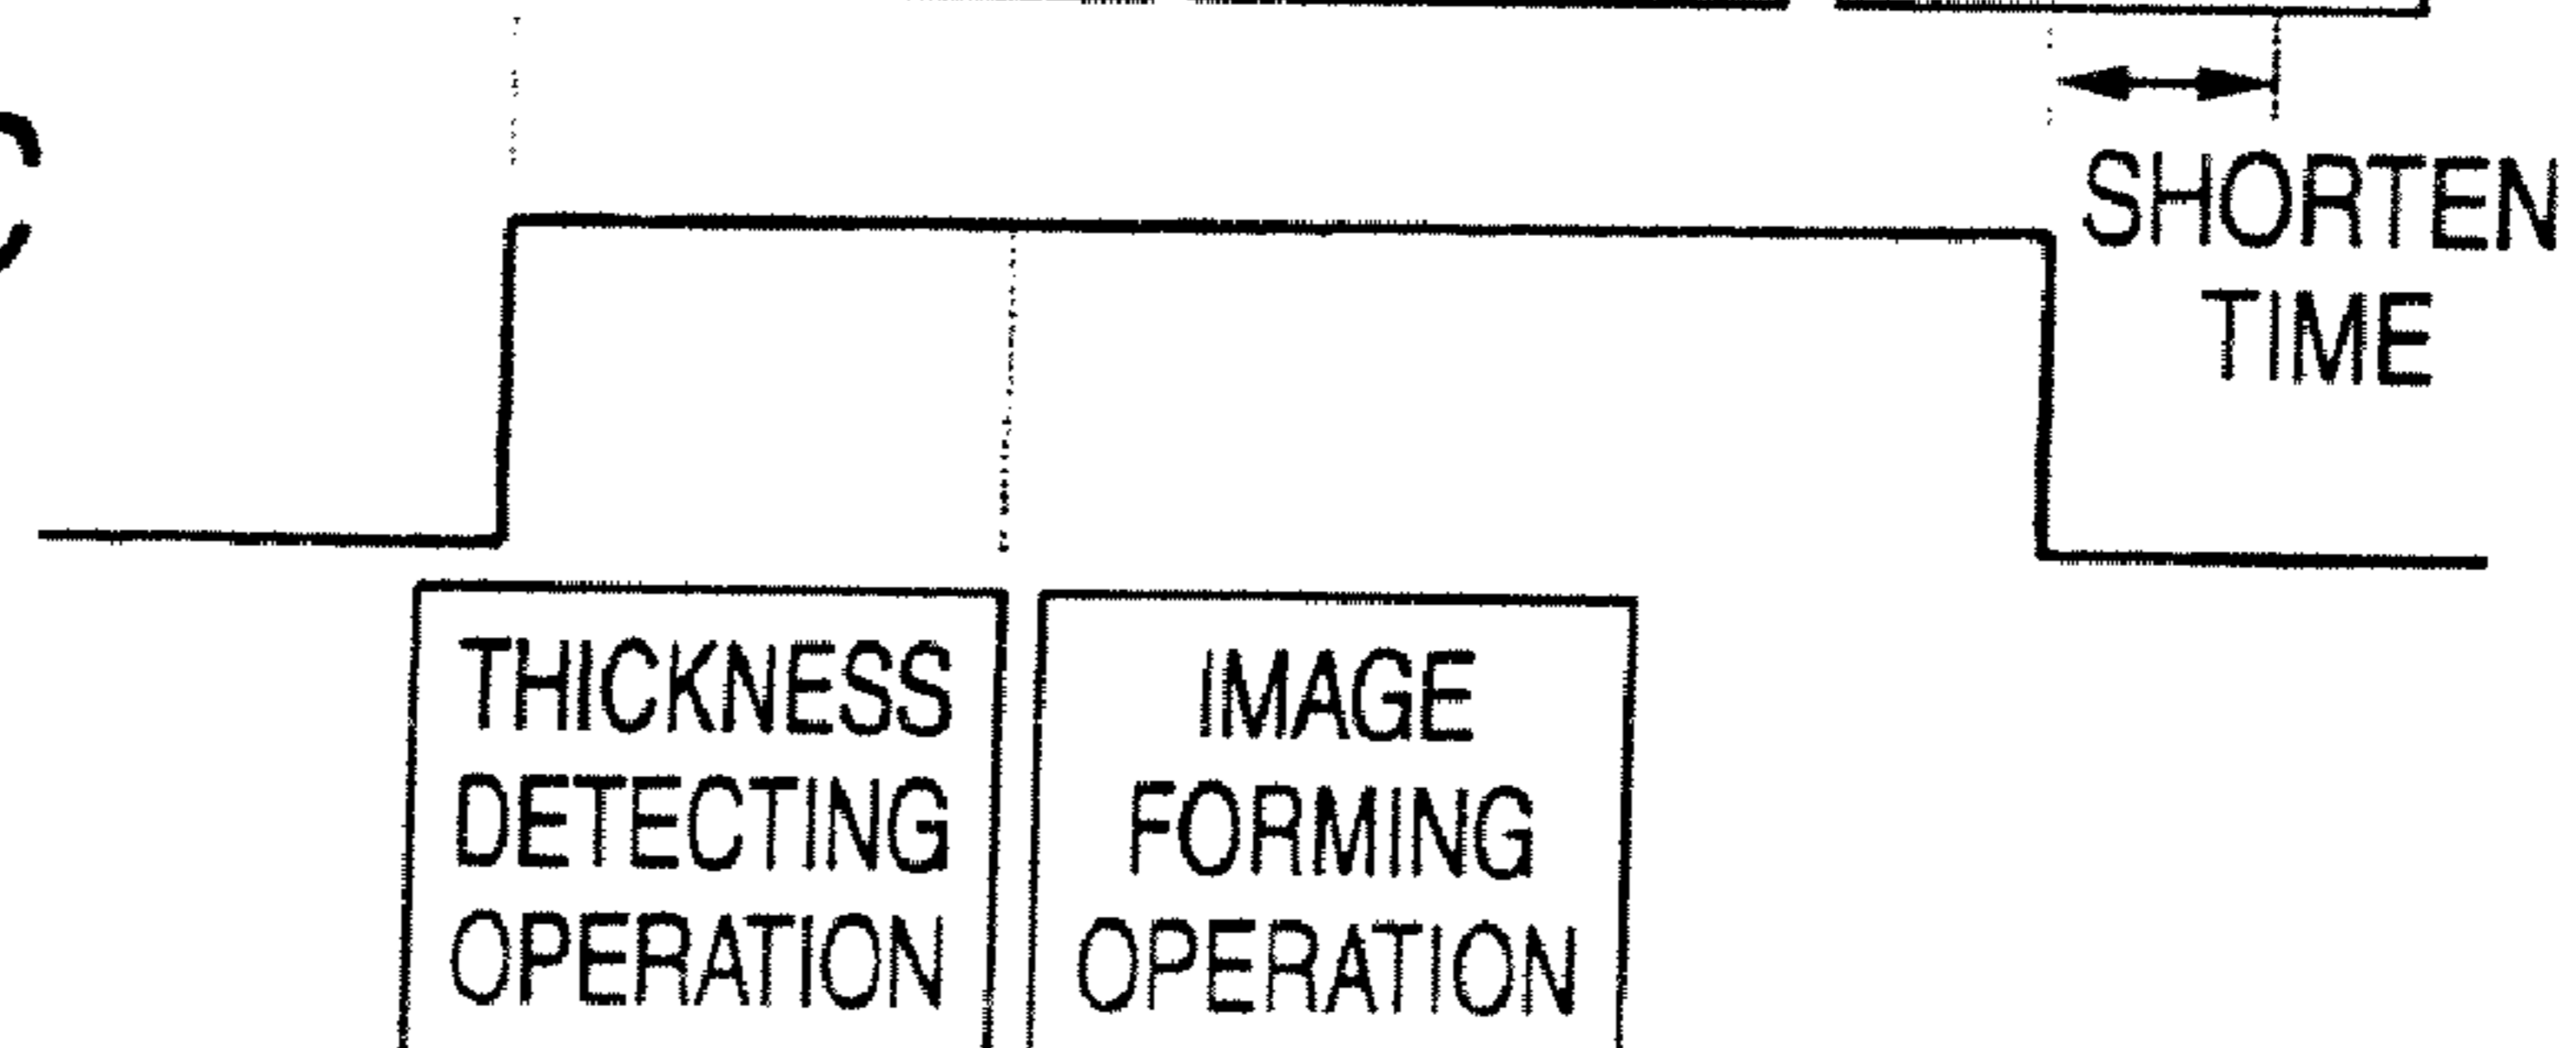 SHORTEN
TIME
THICKNESS
DETECTING
OPERATION
IMAGE
FORMING
OPERATION